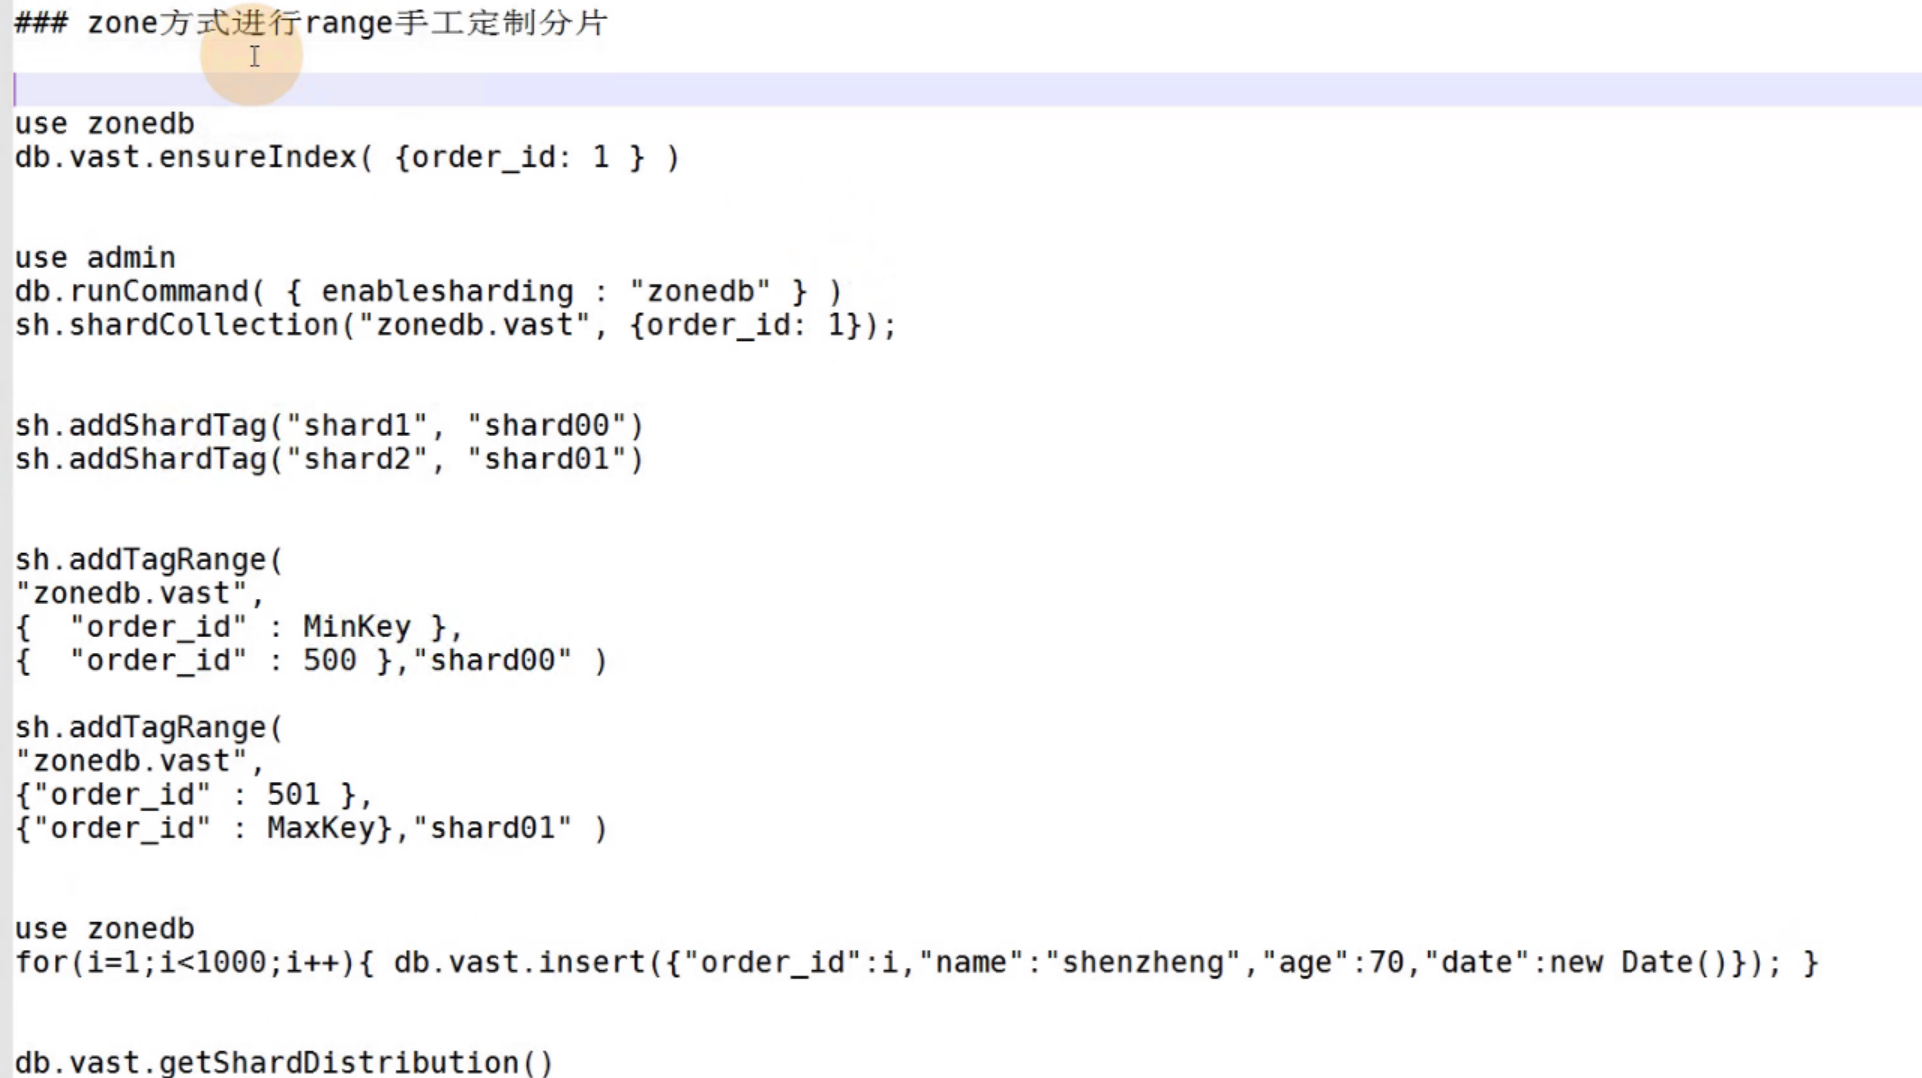 ### zone方式进行range手工定制分片
use zonedb
db.vast.ensureIndex( {order_id: 1 } )
use admin
db.runCommand( { enablesharding : "zonedb" } )
sh.shardCollection("zonedb.vast", {order_id: 1});
sh.addShardTag("shard1", "shard00")
sh.addShardTag("shard2", "shard01")
sh.addTagRange(
"zonedb.vast",
{  "order_id" : MinKey },
{  "order_id" : 500 },"shard00" )
sh.addTagRange(
"zonedb.vast",
{"order_id" : 501 },
{"order_id" : MaxKey},"shard01" )
use zonedb
for(i=1;i<1000;i++){ db.vast.insert({"order_id":i,"name":"shenzheng","age":70,"date":new Date()}); }
db.vast.getShardDistribution()